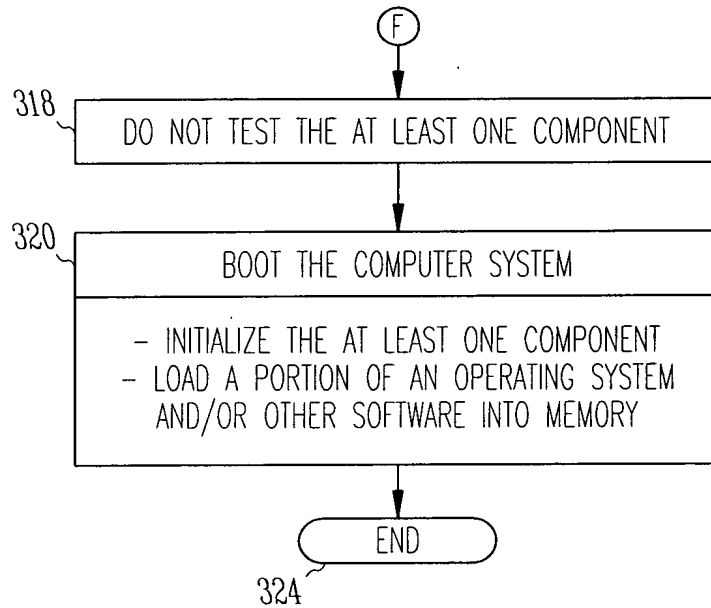 F
318
DO NOT TEST THE AT LEAST ONE COMPONENT
320
BOOT THE COMPUTER SYSTEM
- INITIALIZE THE AT LEAST ONE COMPONENT
- LOAD A PORTION OF AN OPERATING SYSTEM
AND/OR OTHER SOFTWARE INTO MEMORY
END
324